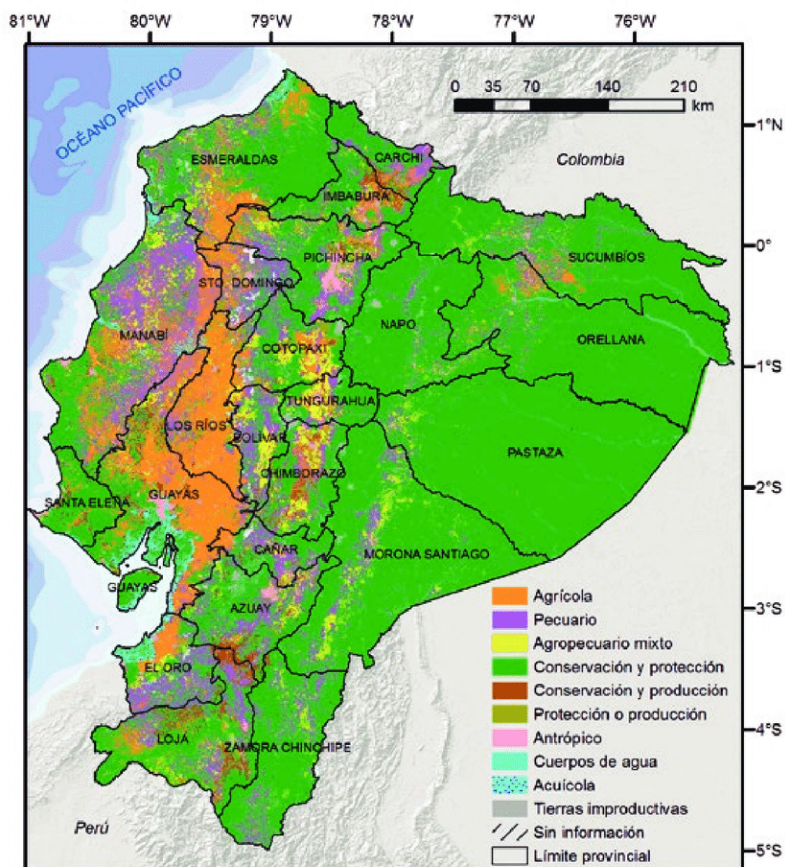 81°W 80°W 79°W 78°W 77°W 76°W
0 35 70 140 210
km
OCÉANO PACÍFICO
1°N
CARCHI
Colombia
ESMERALDAS
IMBABURA
0°
PICHINCHA
SUCUMBÍOS
STO. DOMINGO
NAPO
MANABÍ
ORELLANA
COTOPAXI
1°S
TUNGURAHUA
LOS RÍOS
BOLÍVAR
PASTAZA
CHIMBORAZO
GUAYAS
SANTA ELENA
2°S
CAÑAR
MORONA SANTIAGO
GUAYAS
AZUAY
3°S
EL ORO
LOJA
ZAMORA CHINCHIPE
4°S
Perú
5°S
Agrícola
Pecuario
Agropecuario mixto
Conservación y protección
Conservación y producción
Protección o producción
Antrópico
Cuerpos de agua
Acuícola
Tierras improductivas
Sin información
Límite provincial